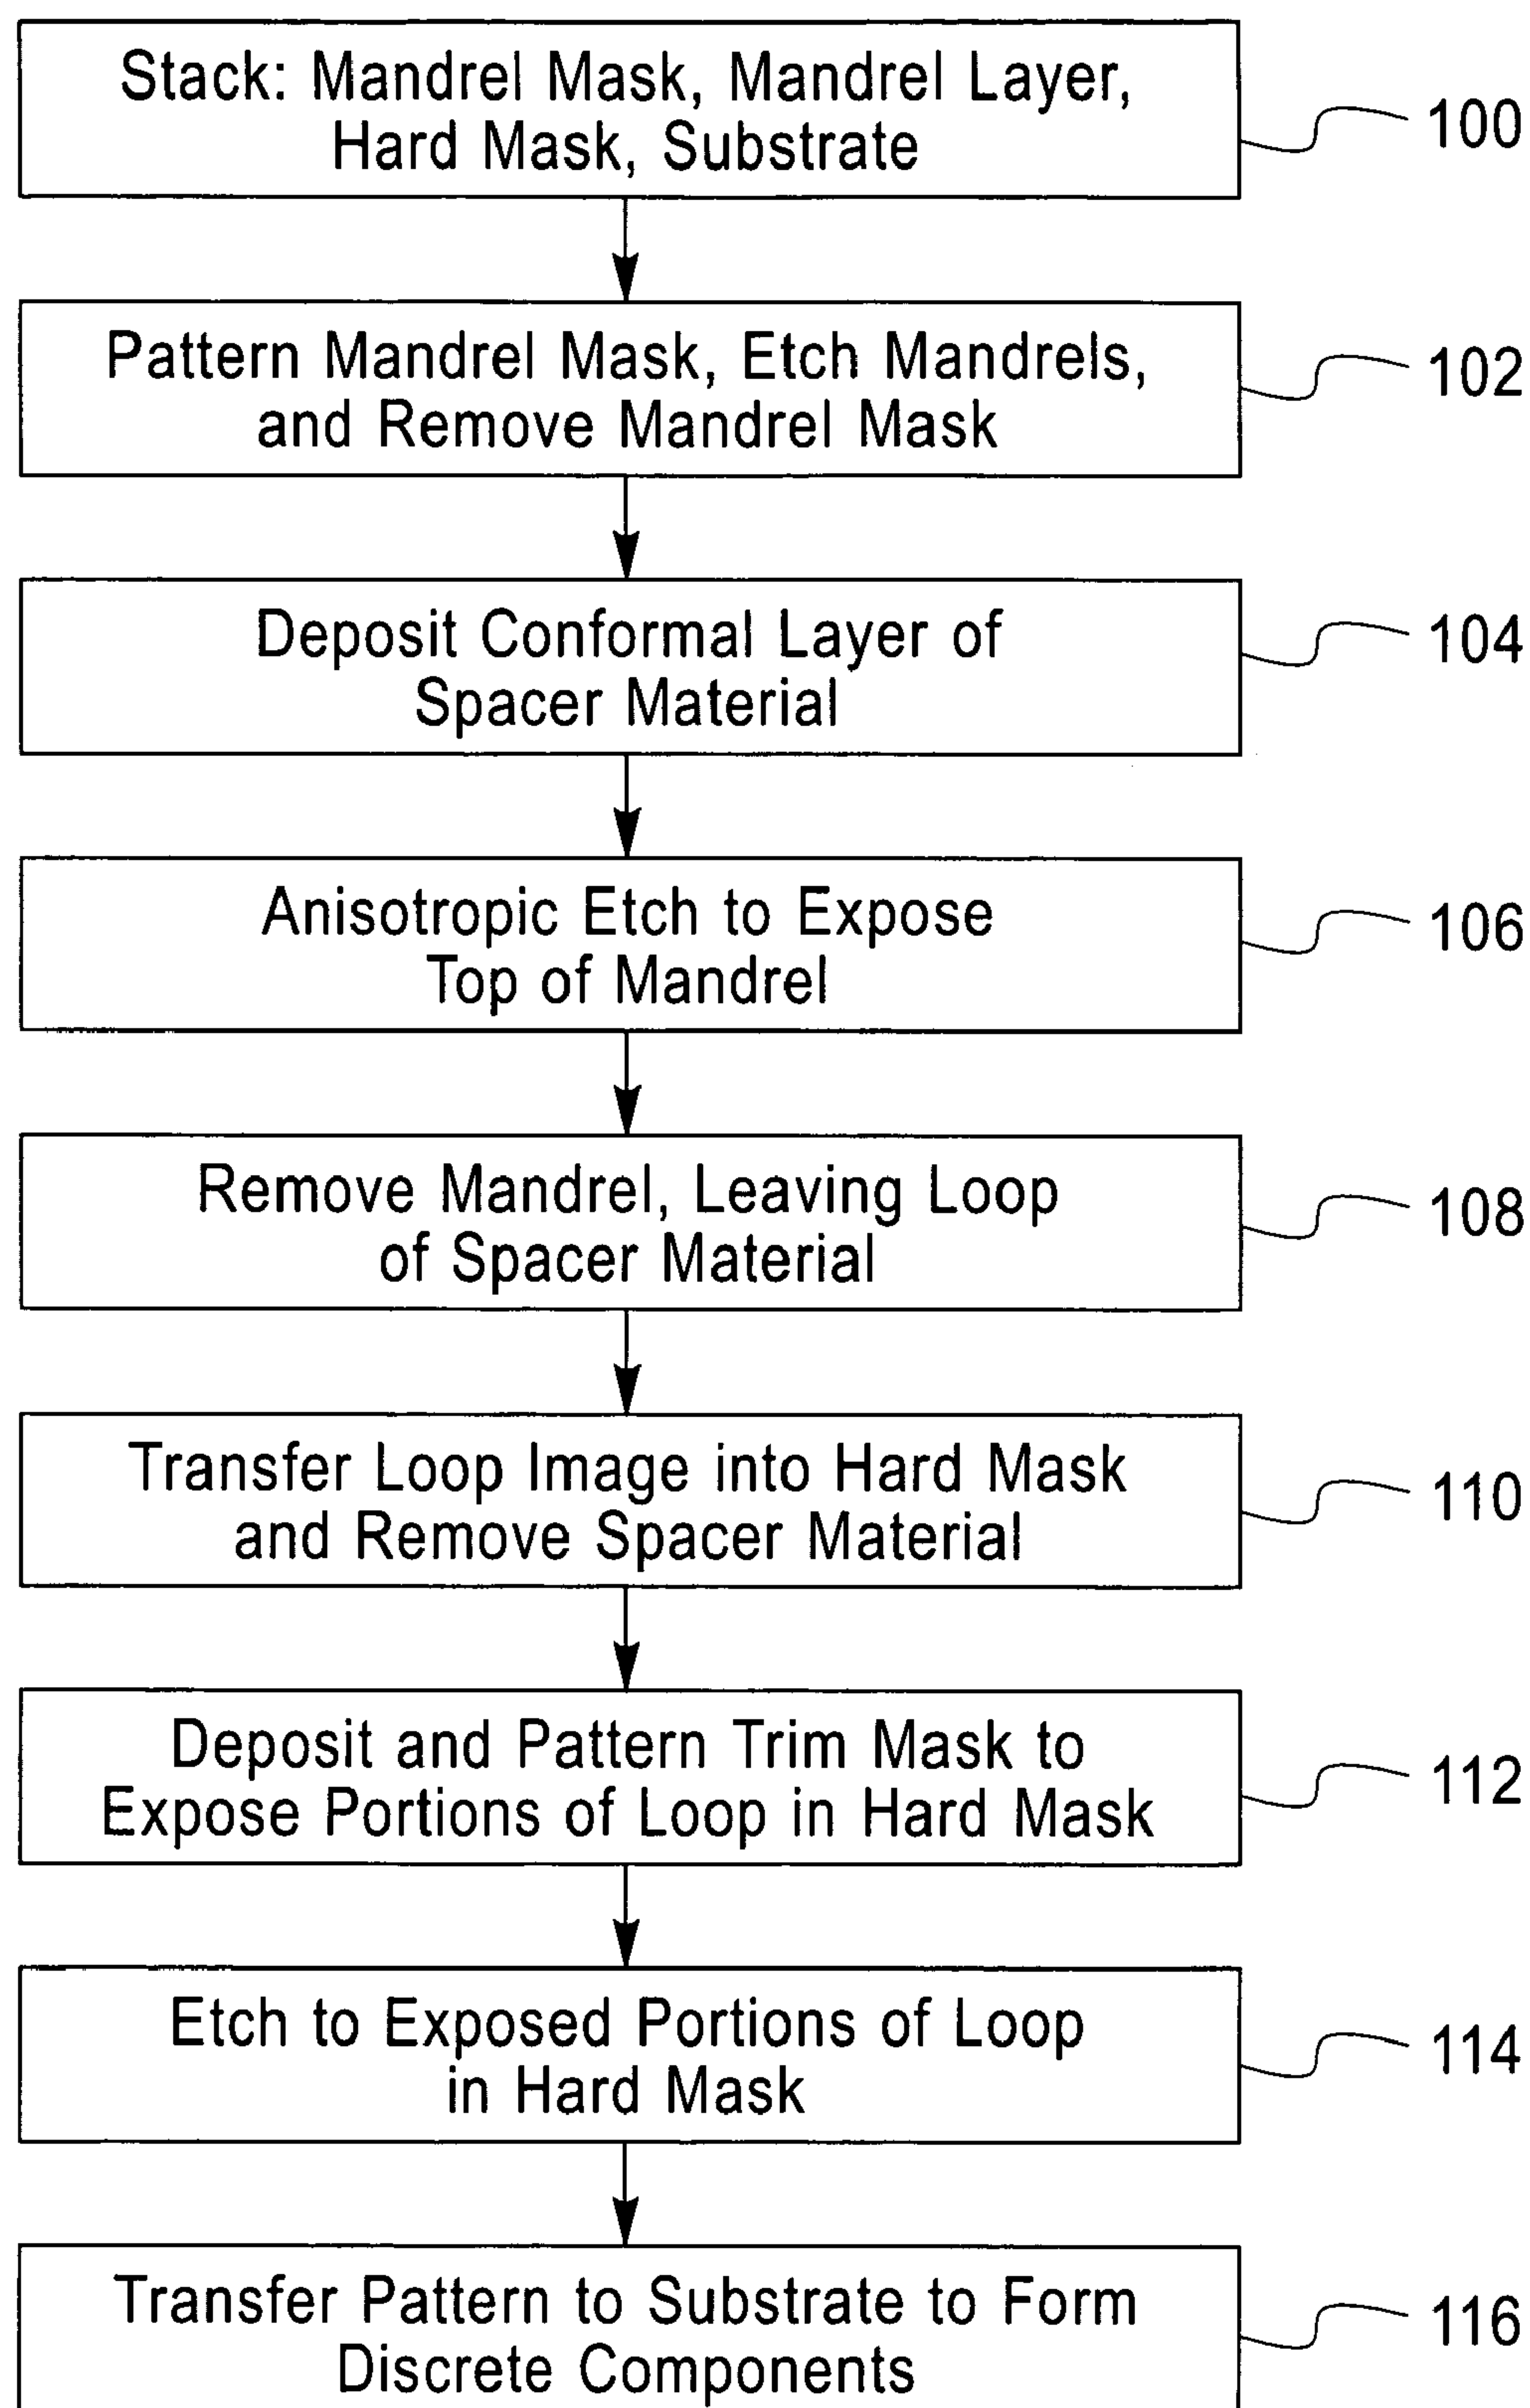 Stack: Mandrel Mask, Mandrel Layer,
Hard Mask, Substrate
100
Pattern Mandrel Mask, Etch Mandrels,
and Remove Mandrel Mask
102
Deposit Conformal Layer of
Spacer Material
104
Anisotropic Etch to Expose
Top of Mandrel
106
Remove Mandrel, Leaving Loop
of Spacer Material
108
Transfer Loop Image into Hard Mask
and Remove Spacer Material
110
Deposit and Pattern Trim Mask to
Expose Portions of Loop in Hard Mask
112
Etch to Exposed Portions of Loop
in Hard Mask
114
Transfer Pattern to Substrate to Form
Discrete Components
116